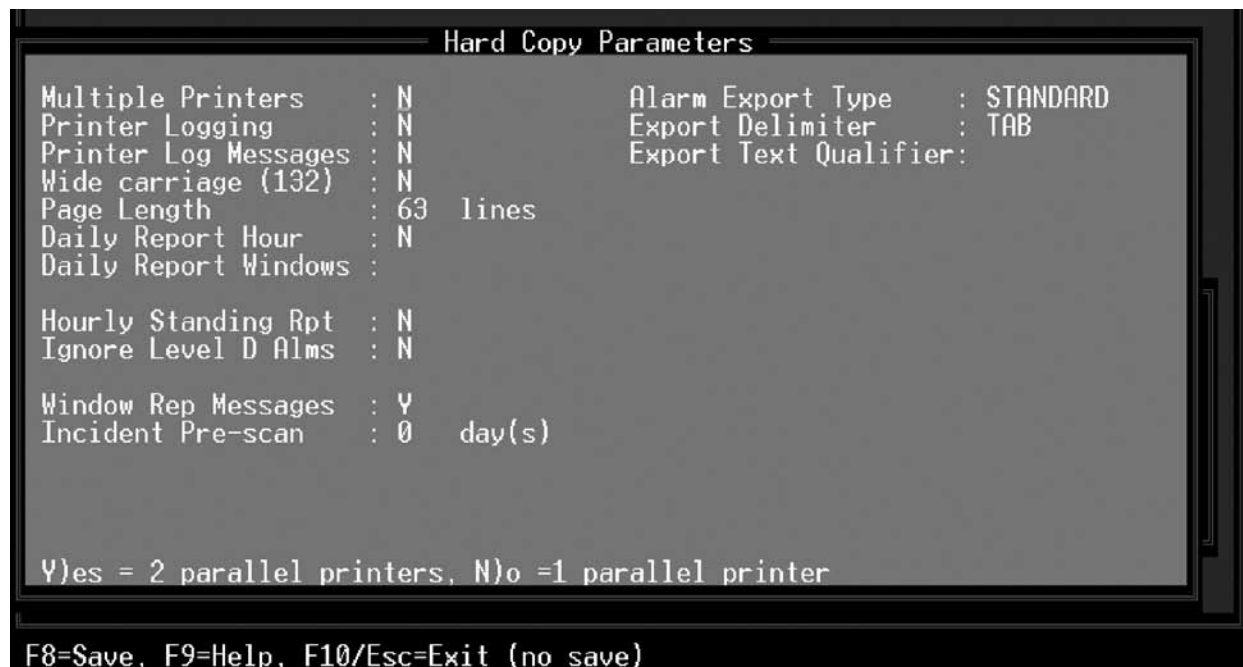 Hard Copy Parameters
Multiple Printers : N
Printer Logging : N
Printer Log Messages : N
Wide carriage (132) : N
Page Length : 63 lines
Daily Report Hour : N
Daily Report Windows :
Hourly Standing Rpt : N
Ignore Level D Alms : N
Window Rep Messages : Y
Incident Pre-scan : 0 day(s)
Alarm Export Type : STANDARD
Export Delimiter : TAB
Export Text Qualifier:
Y)es = 2 parallel printers, N)o =1 parallel printer
F8=Save, F9=Help, F10/Esc=Exit (no save)